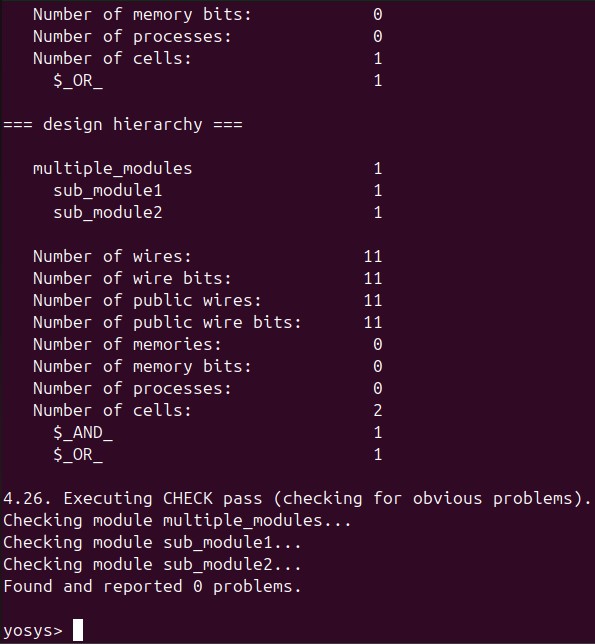 Number of memory bits: 0
Number of processes: 0
Number of cells: 1
$_OR_ 1
=== design hierarchy ===
multiple_modules 1
sub_module1 1
sub_module2 1
Number of wires: 11
Number of wire bits: 11
Number of public wires: 11
Number of public wire bits: 11
Number of memories: 0
Number of memory bits: 0
Number of processes: 0
Number of cells: 2
$_AND_ 1
$_OR_ 1
4.26. Executing CHECK pass (checking for obvious problems).
Checking module multiple_modules...
Checking module sub_module1...
Checking module sub_module2...
Found and reported 0 problems.
yosys>